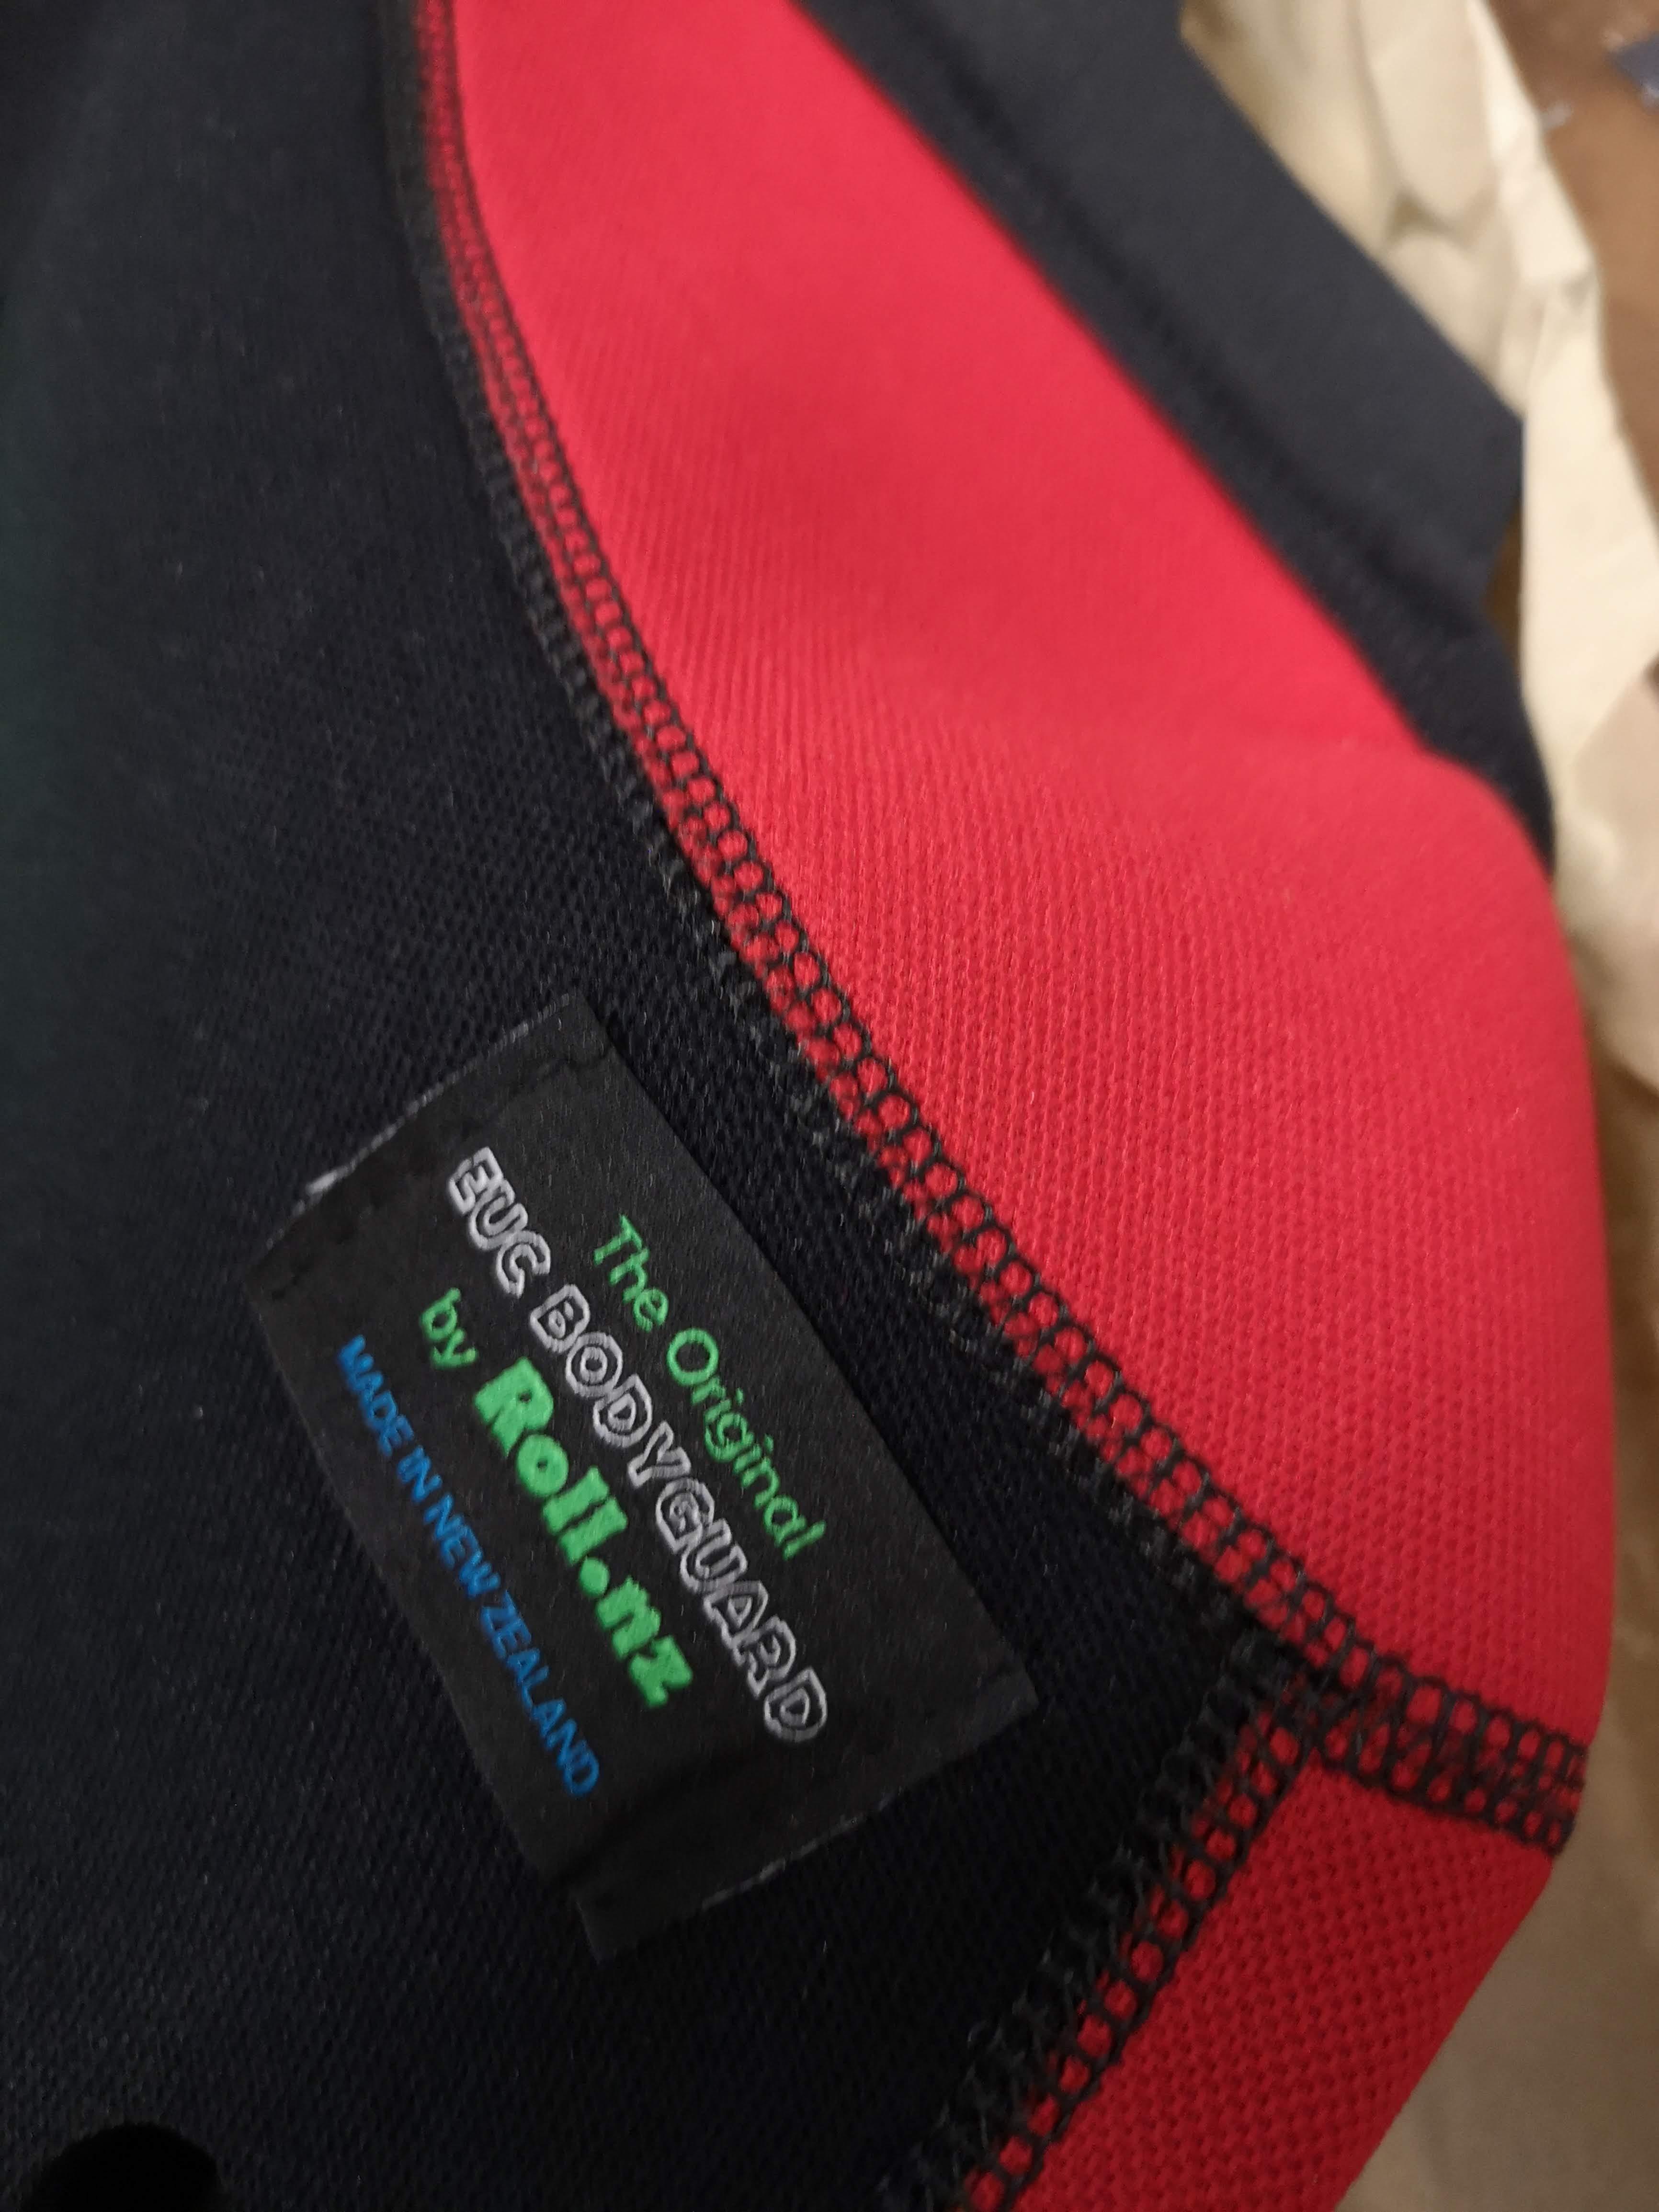 The Original
EUC BODYGUARD
by Roll.nz
MADE IN NEW ZEALAND